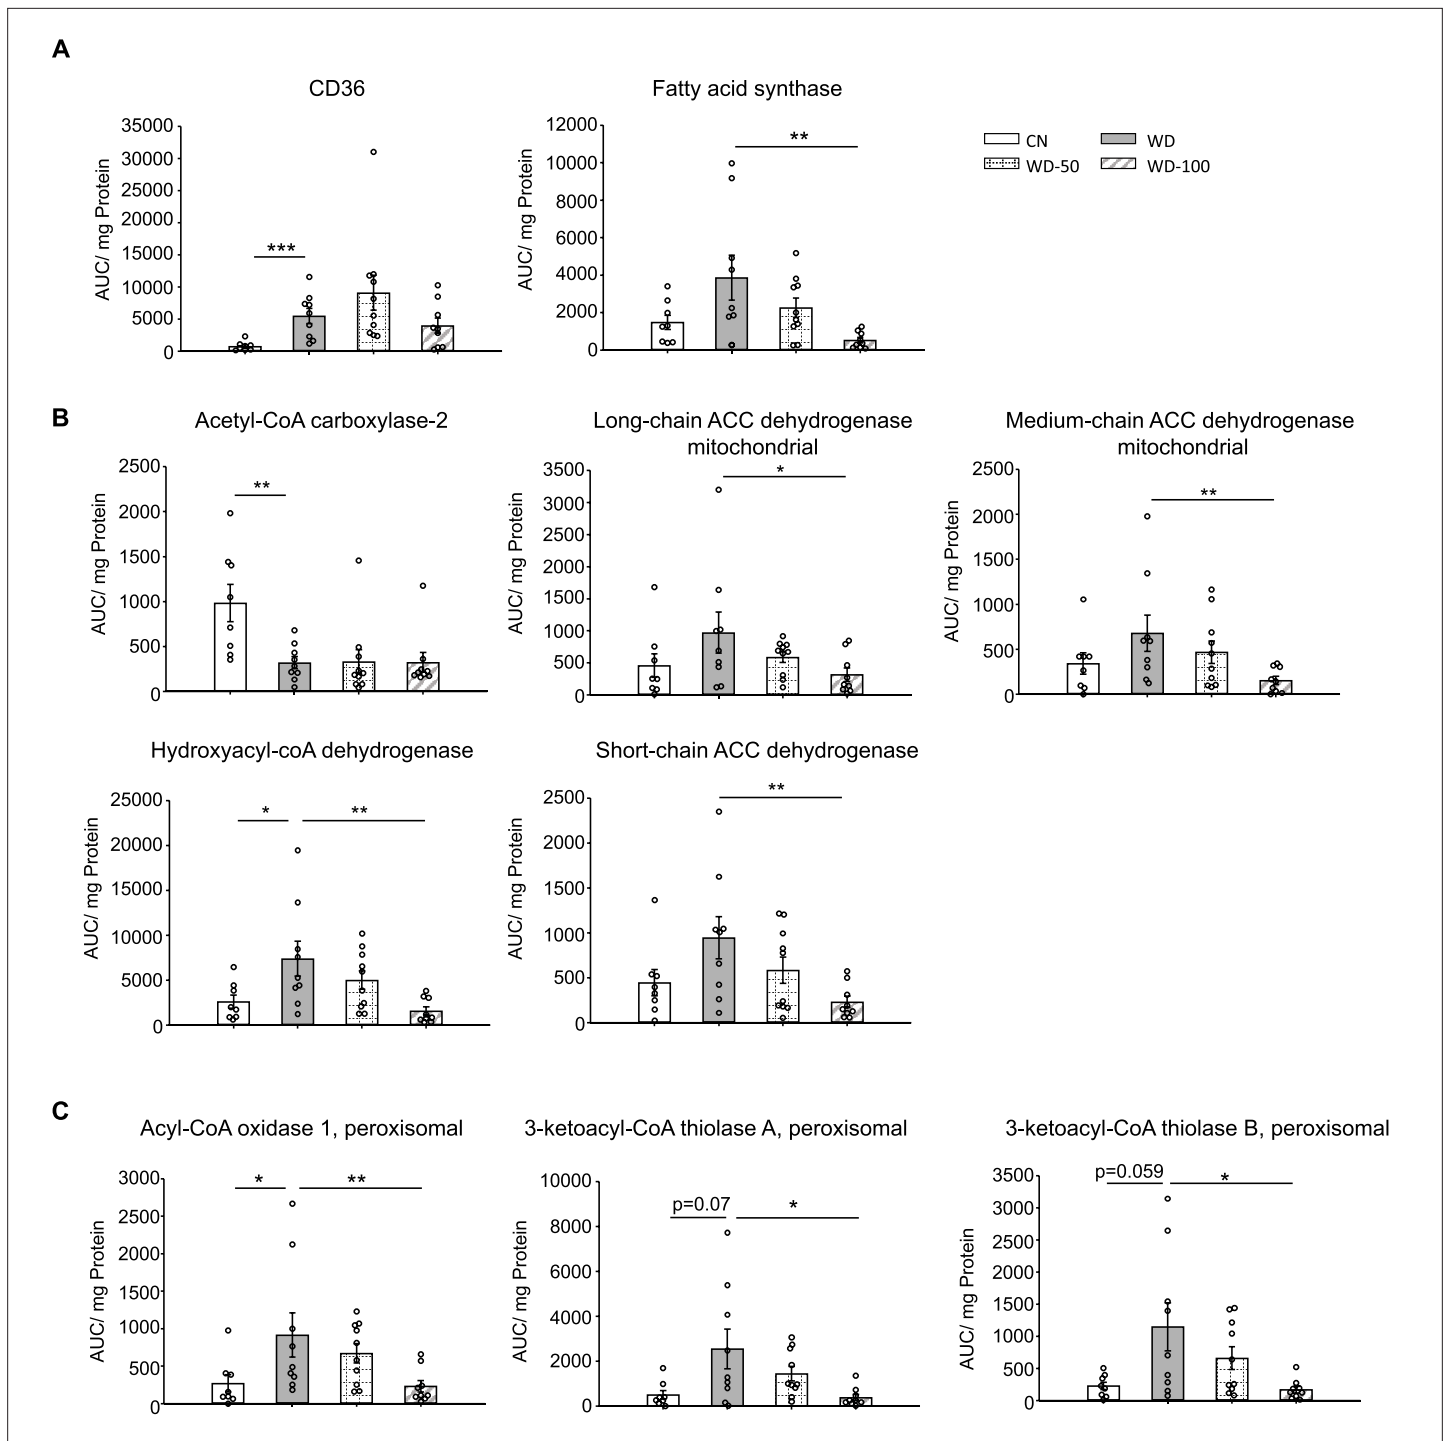 A
CD36
Fatty acid synthase
AUC/ mg Protein
35000
30000
25000
20000
15000
10000
5000
0
***
AUC/ mg Protein
12000
10000
8000
6000
4000
2000
0
**
CN
WD
WD-50
WD-100
B
Acetyl-CoA carboxylase-2
Long-chain ACC dehydrogenase
mitochondrial
Medium-chain ACC dehydrogenase
mitochondrial
AUC/ mg Protein
2500
2000
1500
1000
500
0
**
AUC/ mg Protein
3500
3000
2500
2000
1500
1000
500
0
*
AUC/ mg Protein
2500
2000
1500
1000
500
0
**
Hydroxyacyl-coA dehydrogenase
Short-chain ACC dehydrogenase
AUC/ mg Protein
25000
20000
15000
10000
5000
0
*
**
AUC/ mg Protein
2500
2000
1500
1000
500
0
**
C
Acyl-CoA oxidase 1, peroxisomal
3-ketoacyl-CoA thiolase A, peroxisomal
3-ketoacyl-CoA thiolase B, peroxisomal
AUC/ mg Protein
3000
2500
2000
1500
1000
500
0
*
**
AUC/ mg Protein
10000
8000
6000
4000
2000
0
p=0.07
*
AUC/ mg Protein
3500
3000
2500
2000
1500
1000
500
0
p=0.059
*